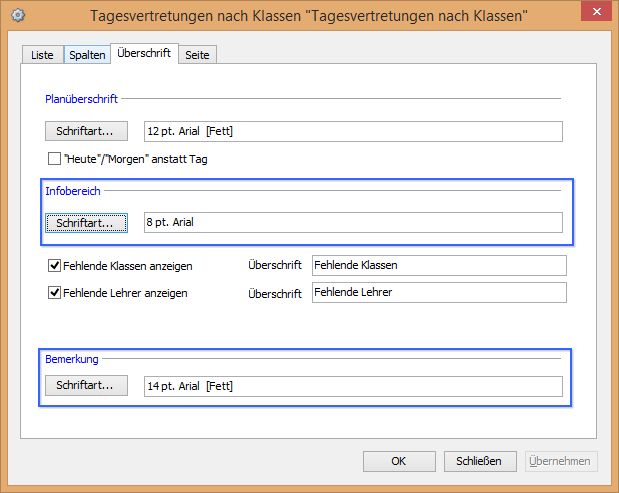 Tagesvertretungen nach Klassen "Tagesvertretungen nach Klassen"
Liste Spalten Überschrift Seite
Planüberschrift
Schriftart... 12 pt. Arial [Fett]
"Heute"/"Morgen" anstatt Tag
Infobereich
Schriftart... 8 pt. Arial
Fehlende Klassen anzeigen Überschrift Fehlende Klassen
Fehlende Lehrer anzeigen Überschrift Fehlende Lehrer
Bemerkung
Schriftart... 14 pt. Arial [Fett]
OK Schließen Übernehmen